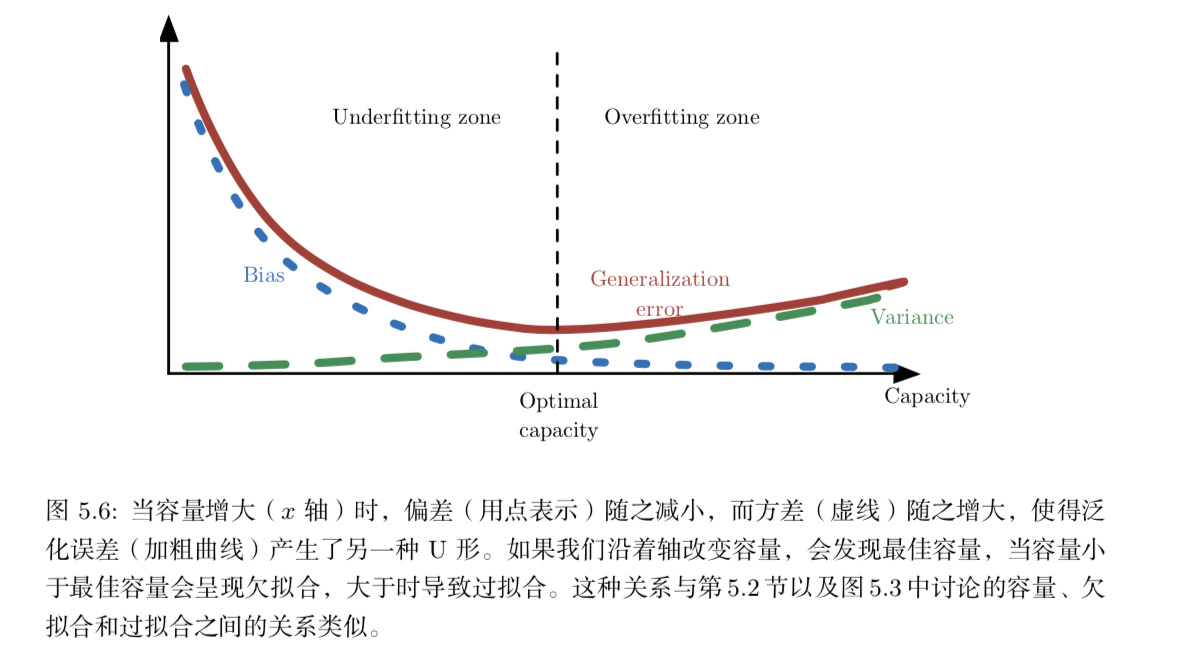 Underfitting zone
Overfitting zone
Bias
Generalization
error
Variance
Optimal
capacity
Capacity
图 5.6: 当容量增大（x 轴）时，偏差（用点表示）随之减小，而方差（虚线）随之增大，使得泛
化误差（加粗曲线）产生了另一种 U 形。如果我们沿着轴改变容量，会发现最佳容量，当容量小
于最佳容量会呈现欠拟合，大于时导致过拟合。这种关系与第5.2节以及图5.3中讨论的容量、欠
拟合和过拟合之间的关系类似。